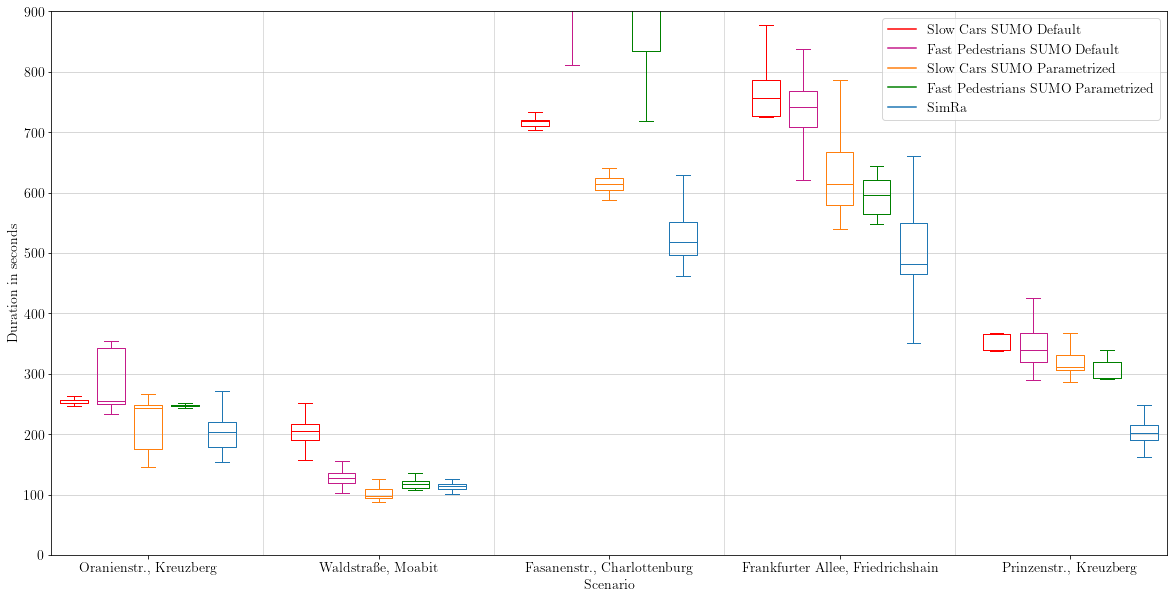 900
800
700
600
500
400
300
200
100
0
Duration in seconds
Slow Cars SUMO Default
Fast Pedestrians SUMO Default
Slow Cars SUMO Parametrized
Fast Pedestrians SUMO Parametrized
SimRa
Oranienstr., Kreuzberg
Waldstraße, Moabit
Fasanenstr., Charlottenburg
Frankfurter Allee, Friedrichshain
Prinzenstr., Kreuzberg
Scenario